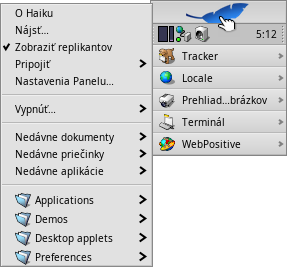 O Haiku
Nájsť...
Zobraziť replikantov
Pripojiť
Nastavenia Panelu...
Vypnúť...
Nedávne dokumenty
Nedávne priečinky
Nedávne aplikácie
Applications
Demos
Desktop applets
Preferences
5:12
Tracker
Locale
Prehliad…brázkov
Terminál
WebPositive